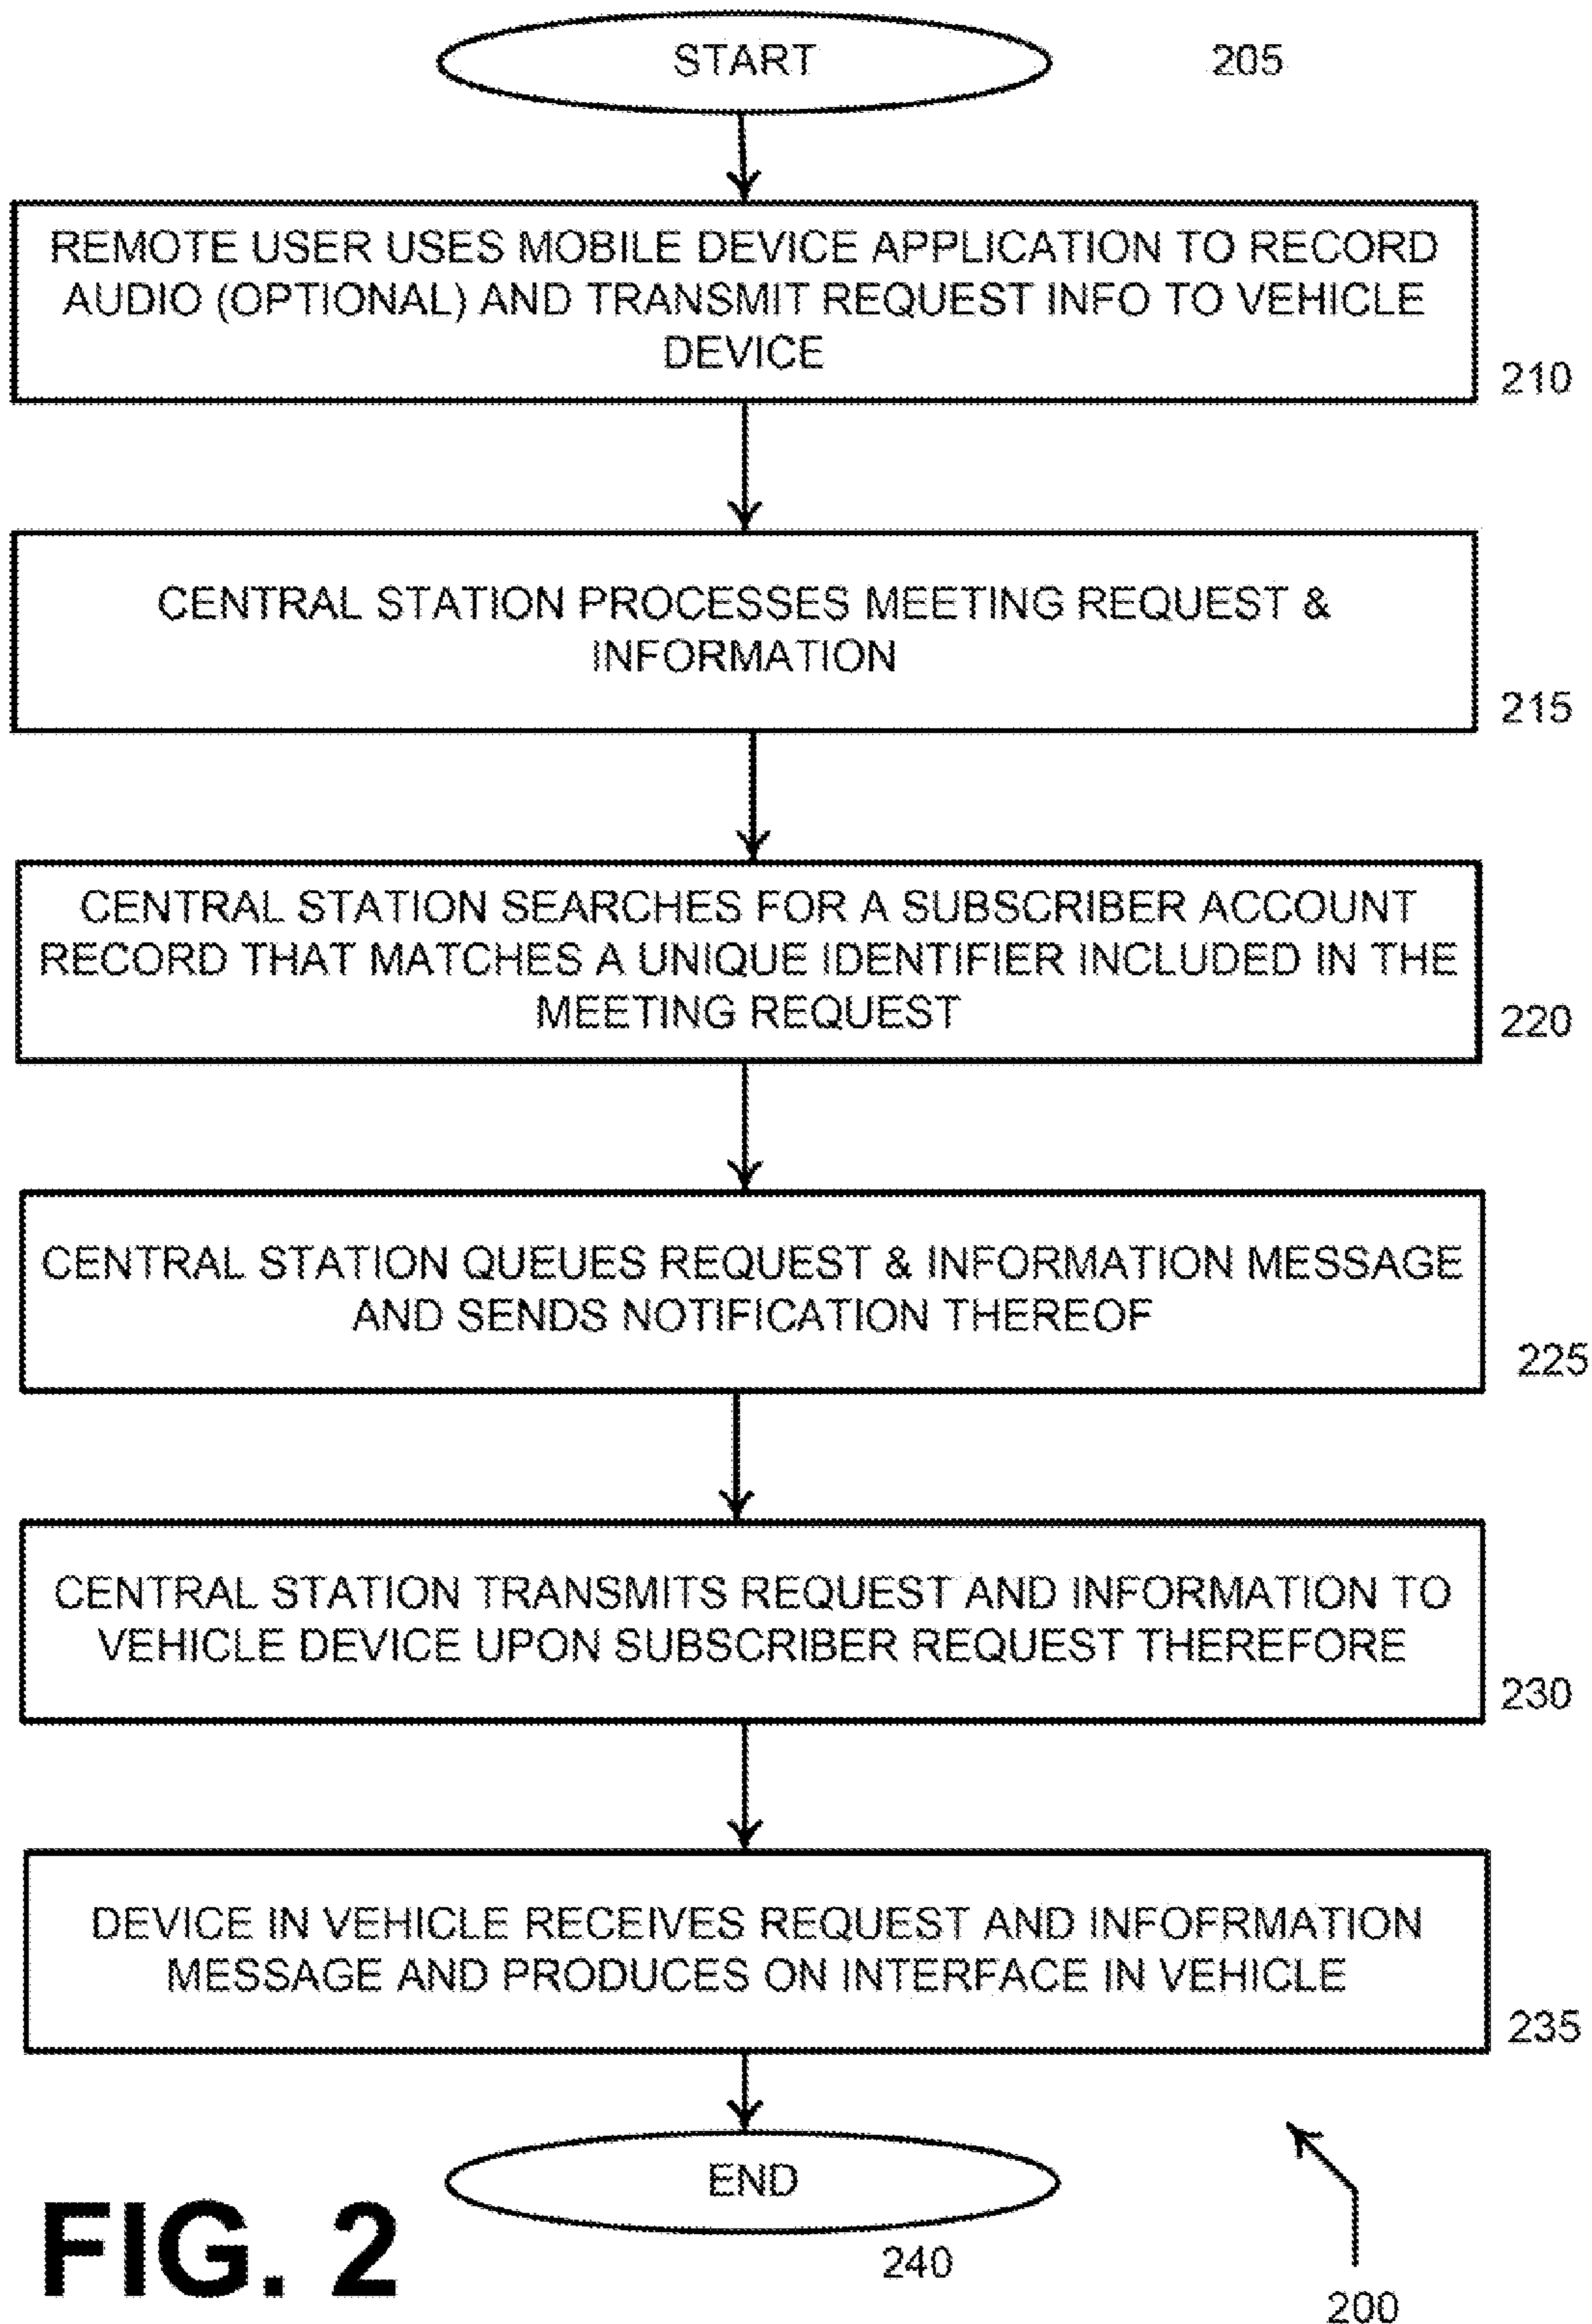 START
205
REMOTE USER USES MOBILE DEVICE APPLICATION TO RECORD
AUDIO (OPTIONAL) AND TRANSMIT REQUEST INFO TO VEHICLE
DEVICE
210
CENTRAL STATION PROCESSES MEETING REQUEST &
INFORMATION
215
CENTRAL STATION SEARCHES FOR A SUBSCRIBER ACCOUNT
RECORD THAT MATCHES A UNIQUE IDENTIFIER INCLUDED IN THE
MEETING REQUEST
220
CENTRAL STATION QUEUES REQUEST & INFORMATION MESSAGE
AND SENDS NOTIFICATION THEREOF
225
CENTRAL STATION TRANSMITS REQUEST AND INFORMATION TO
VEHICLE DEVICE UPON SUBSCRIBER REQUEST THEREFORE
230
DEVICE IN VEHICLE RECEIVES REQUEST AND INFOFRMATION
MESSAGE AND PRODUCES ON INTERFACE IN VEHICLE
235
END
240
FIG. 2
200